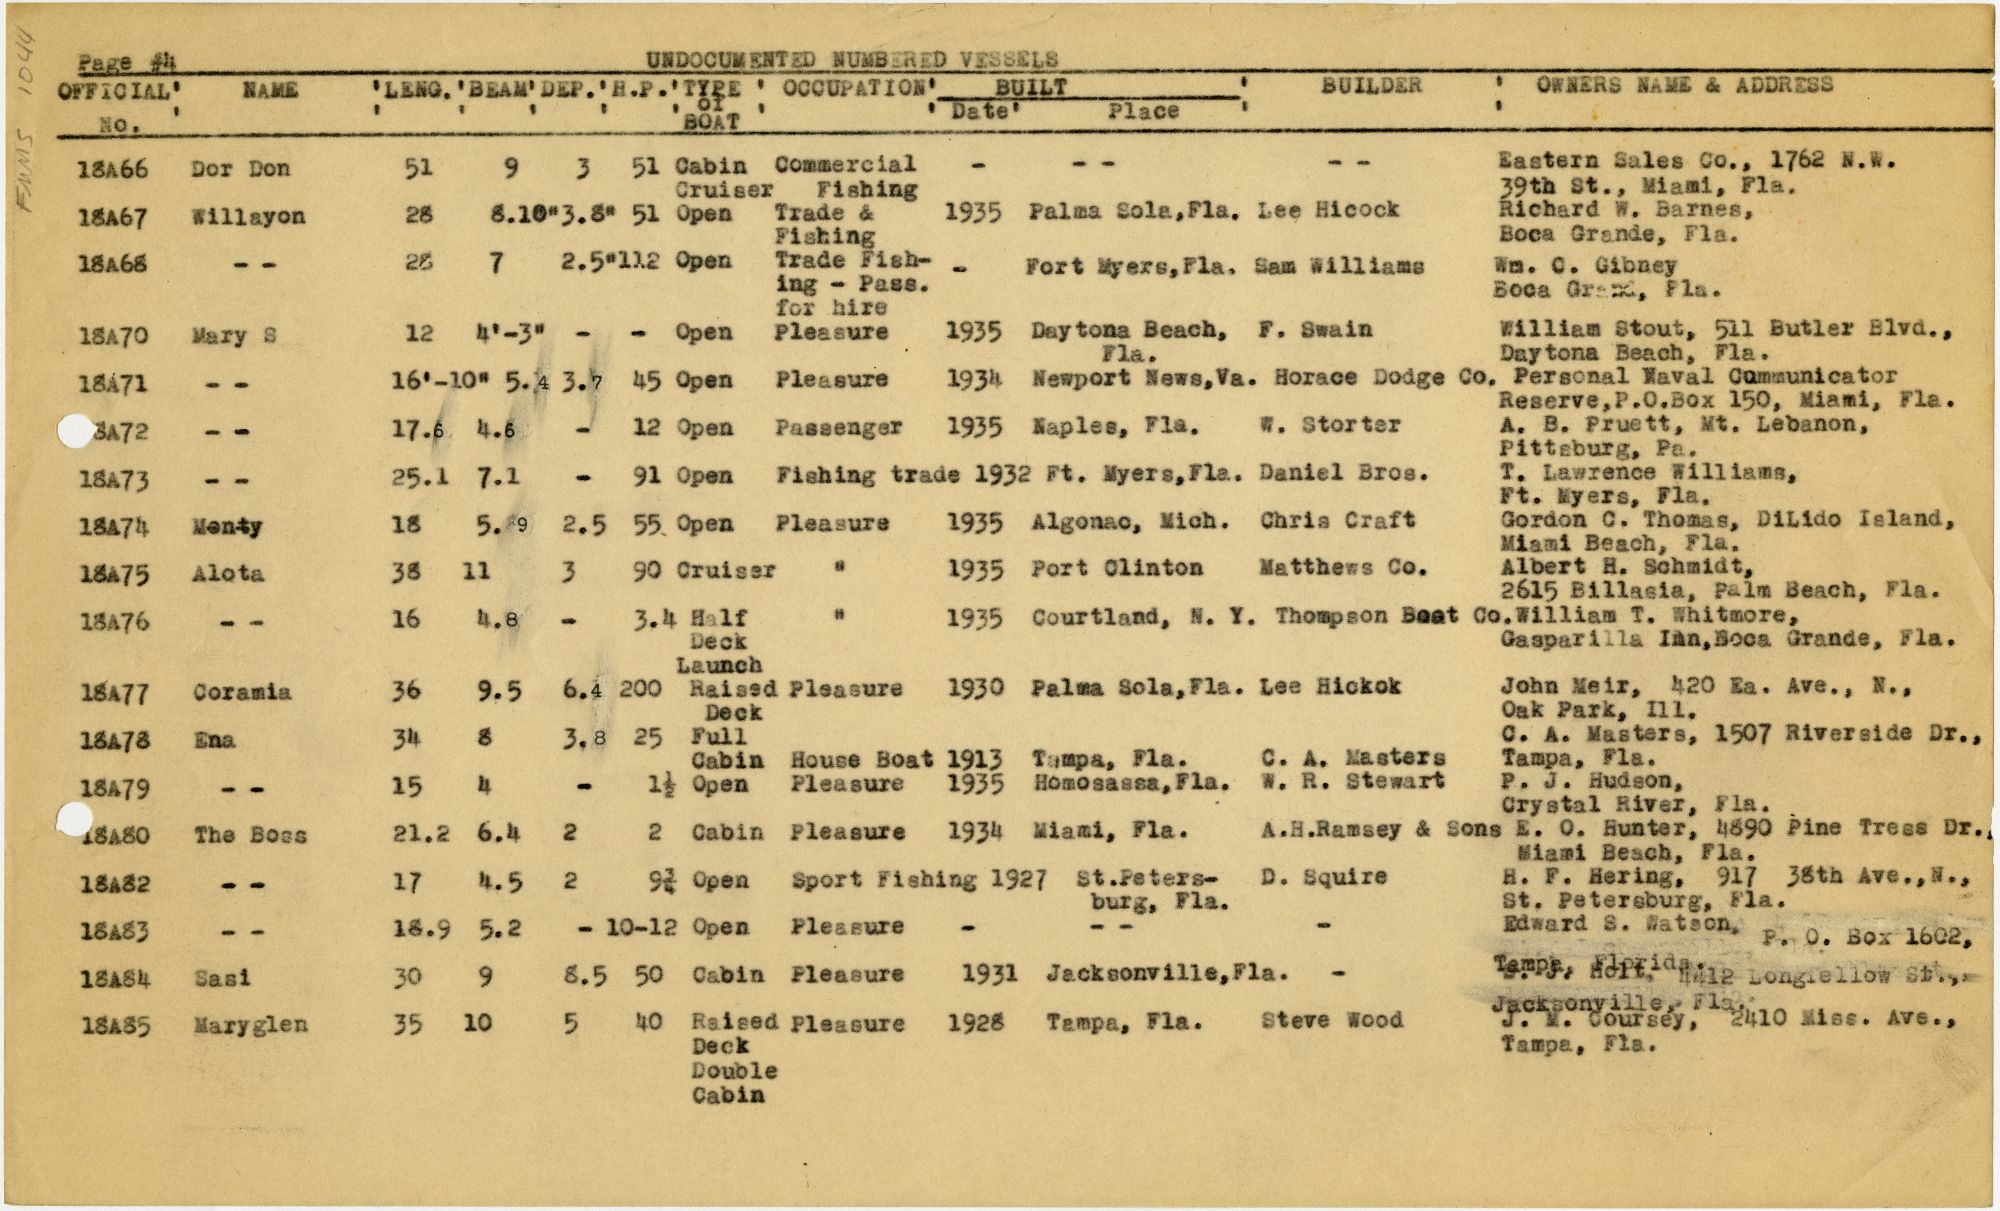 FNMS 1044
Page #4 UNDOCUMENTED NUMBERED VESSELS
OFFICIAL' NAME 'LENG.'BEAM'DEP.'H.P.'TYPE ' OCCUPATION' BUILT ' BUILDER ' OWNERS NAME & ADDRESS
' ' ' ' ' of ' ' Date' Place ' '
No. BOAT
18A66 Dor Don 51 9 3 51 Cabin Commercial - - - - - Eastern Sales Co., 1762 N.W.
Cruiser Fishing 39th St., Miami, Fla.
18A67 Willayon 28 8.10"3.8" 51 Open Trade & 1935 Palma Sola,Fla. Lee Hicock Richard W. Barnes,
Fishing Boca Grande, Fla.
18A68 - - 28 7 2.5"112 Open Trade Fish- - Fort Myers,Fla. Sam Williams Wm. C. Gibney
ing - Pass. Boca Grand, Fla.
for hire
18A70 Mary S 12 4'-3" - - Open Pleasure 1935 Daytona Beach, F. Swain William Stout, 511 Butler Blvd.,
Fla. Daytona Beach, Fla.
18A71 - - 16'-10" 5.4 3.7 45 Open Pleasure 1934 Newport News,Va. Horace Dodge Co. Personal Naval Communicator
Reserve,P.O.Box 150, Miami, Fla.
8A72 - - 17.6 4.6 - 12 Open Passenger 1935 Naples, Fla. W. Storter A. B. Pruett, Mt. Lebanon,
Pittsburg, Pa.
18A73 - - 25.1 7.1 - 91 Open Fishing trade 1932 Ft. Myers,Fla. Daniel Bros. T. Lawrence Williams,
Ft. Myers, Fla.
18A74 Menty 18 5.9 2.5 55 Open Pleasure 1935 Algonac, Mich. Chris Craft Gordon C. Thomas, DiLido Island,
Miami Beach, Fla.
18A75 Alota 38 11 3 90 Cruiser " 1935 Port Clinton Matthews Co. Albert H. Schmidt,
2615 Billasia, Palm Beach, Fla.
18A76 - - 16 4.8 - 3.4 Half " 1935 Courtland, N. Y. Thompson Boat Co.William T. Whitmore,
Deck Gasparilla Inn,Boca Grande, Fla.
Launch
18A77 Coramia 36 9.5 6.4 200 Raised Pleasure 1930 Palma Sola,Fla. Lee Hickok John Meir, 420 Ea. Ave., N.,
Deck Oak Park, Ill.
18A78 Ena 34 8 3.8 25 Full C. A. Masters, 1507 Riverside Dr.,
Cabin House Boat 1913 Tampa, Fla. C. A. Masters Tampa, Fla.
18A79 - - 15 4 - 1½ Open Pleasure 1935 Homosassa,Fla. W. R. Stewart P. J. Hudson,
Crystal River, Fla.
18A80 The Boss 21.2 6.4 2 2 Cabin Pleasure 1934 Miami, Fla. A.H.Ramsey & Sons E. O. Hunter, 4890 Pine Tress Dr.,
Miami Beach, Fla.
18A82 - - 17 4.5 2 9¾ Open Sport Fishing 1927 St.Peters- D. Squire H. F. Hering, 917 38th Ave.,N.,
burg, Fla. St. Petersburg, Fla.
18A83 - - 18.9 5.2 - 10-12 Open Pleasure - - - - Edward S. Watson,
P. O. Box 1602,
Tampa, Florida.
18A84 Sasi 30 9 8.5 50 Cabin Pleasure 1931 Jacksonville,Fla. - Holt, 4412 Longfellow St.,
Jacksonville, Fla.
18A85 Maryglen 35 10 5 40 Raised Pleasure 1928 Tampa, Fla. Steve Wood J. M. Coursey, 2410 Miss. Ave.,
Deck Tampa, Fla.
Double
Cabin